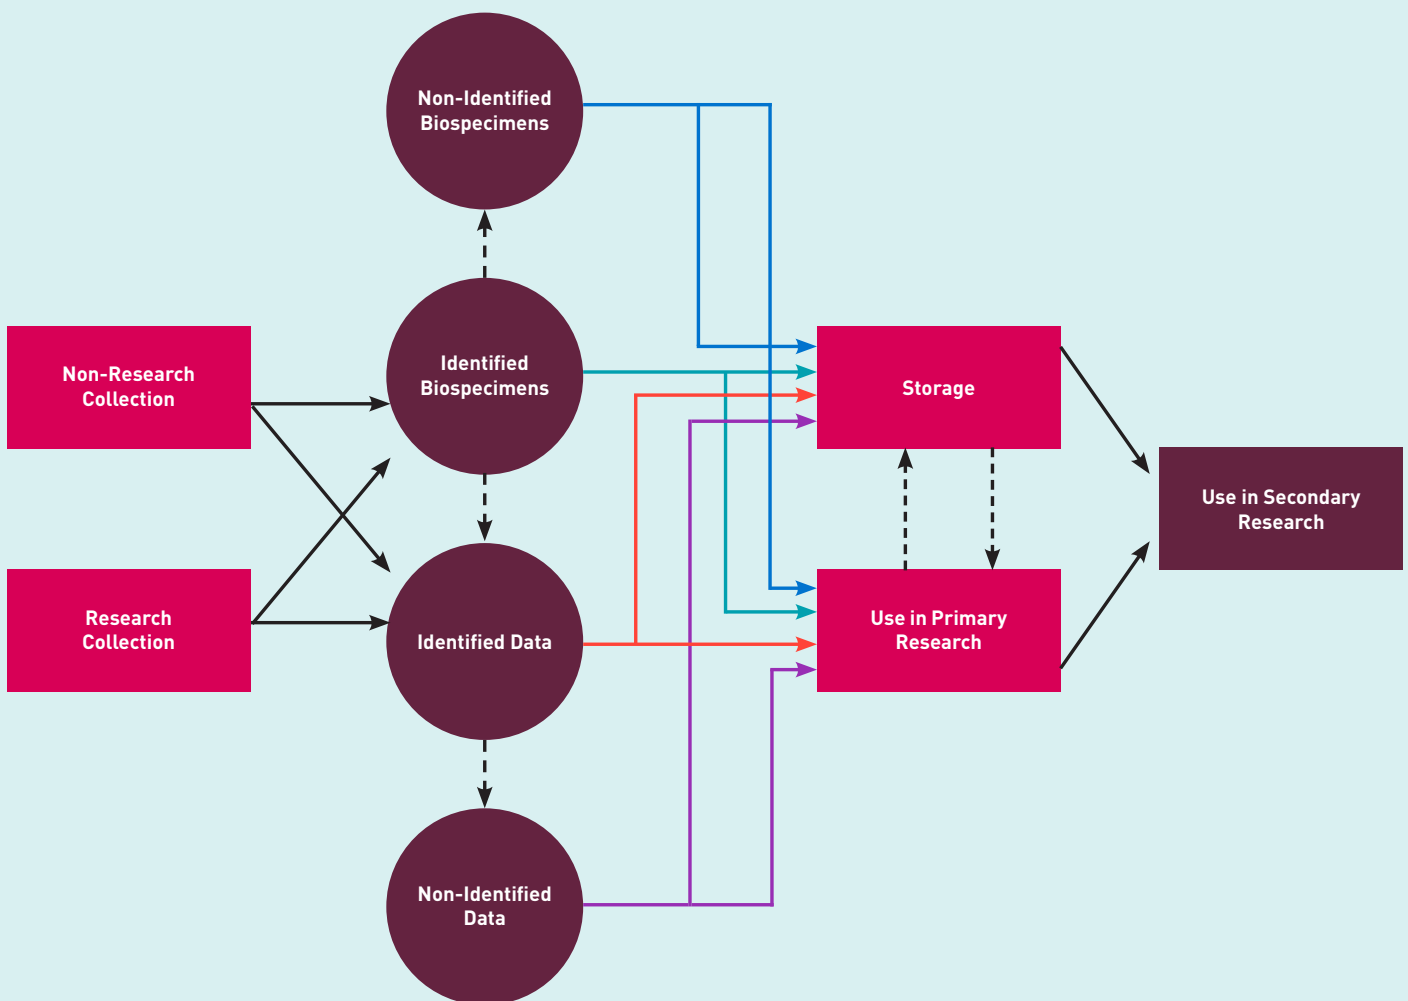 Non-Identified
Biospecimens
Non-Research
Collection
Identified
Biospecimens
Storage
Use in Secondary
Research
Research
Collection
Identified Data
Use in Primary
Research
Non-Identified
Data